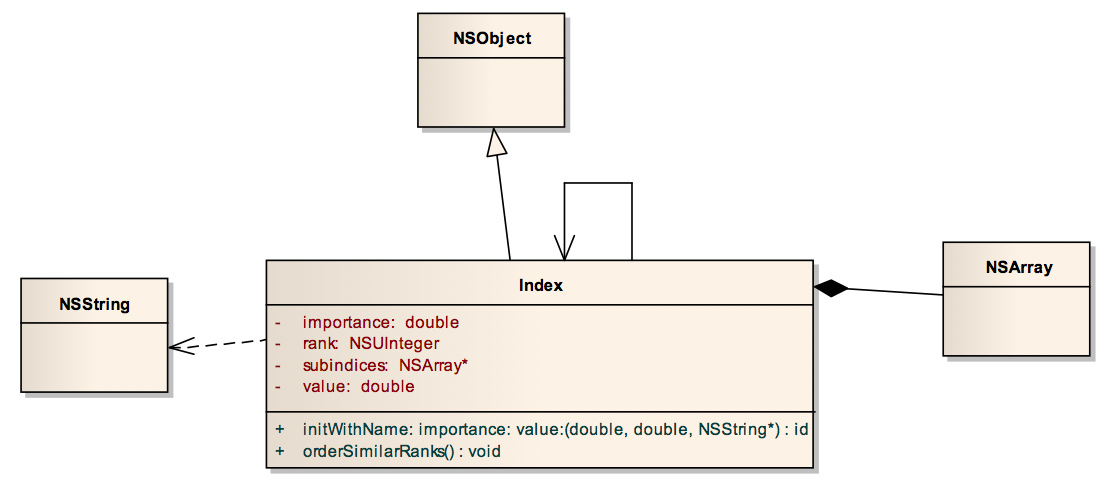 NSObject
NSString
Index
NSArray
- importance: double
- rank: NSUInteger
- subindices: NSArray*
- value: double
+ initWithName: importance: value:(double, double, NSString*) : id
+ orderSimilarRanks() : void